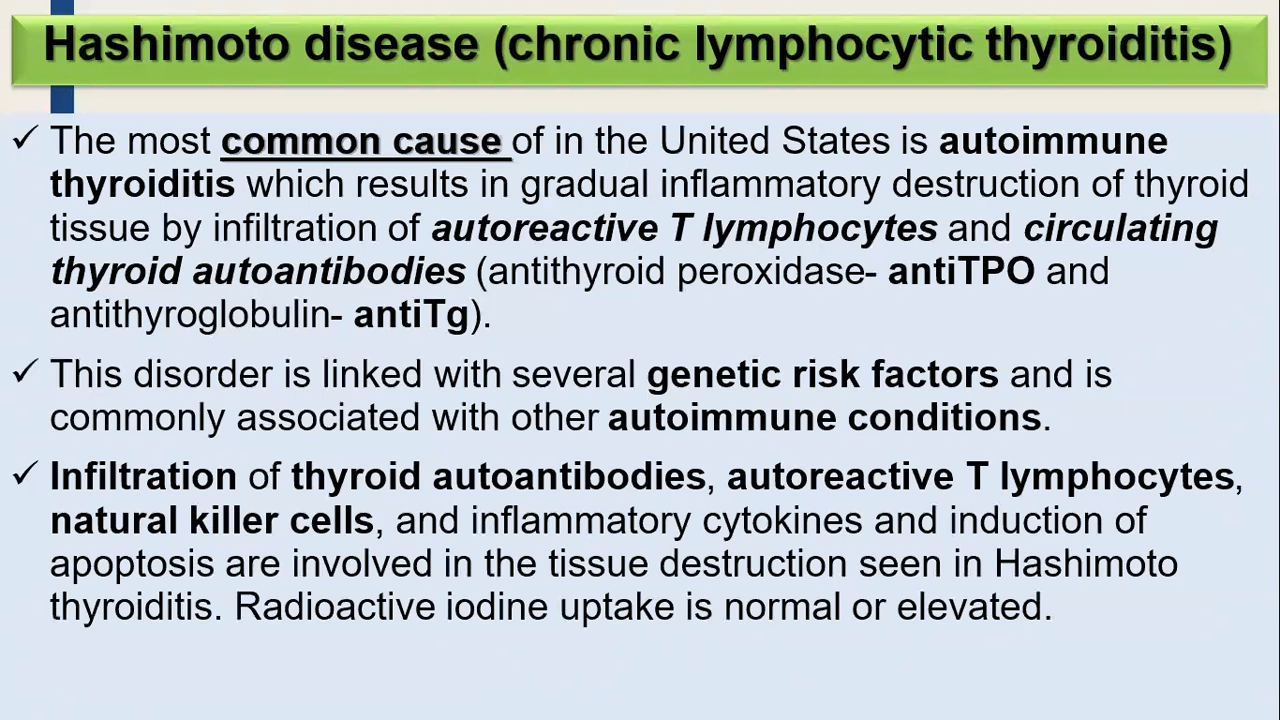 Hashimoto disease (chronic lymphocytic thyroiditis)
✓ The most common cause of in the United States is autoimmune
thyroiditis which results in gradual inflammatory destruction of thyroid
tissue by infiltration of autoreactive T lymphocytes and circulating
thyroid autoantibodies (antithyroid peroxidase- antiTPO and
antithyroglobulin- antiTg).
✓ This disorder is linked with several genetic risk factors and is
commonly associated with other autoimmune conditions.
✓ Infiltration of thyroid autoantibodies, autoreactive T lymphocytes,
natural killer cells, and inflammatory cytokines and induction of
apoptosis are involved in the tissue destruction seen in Hashimoto
thyroiditis. Radioactive iodine uptake is normal or elevated.